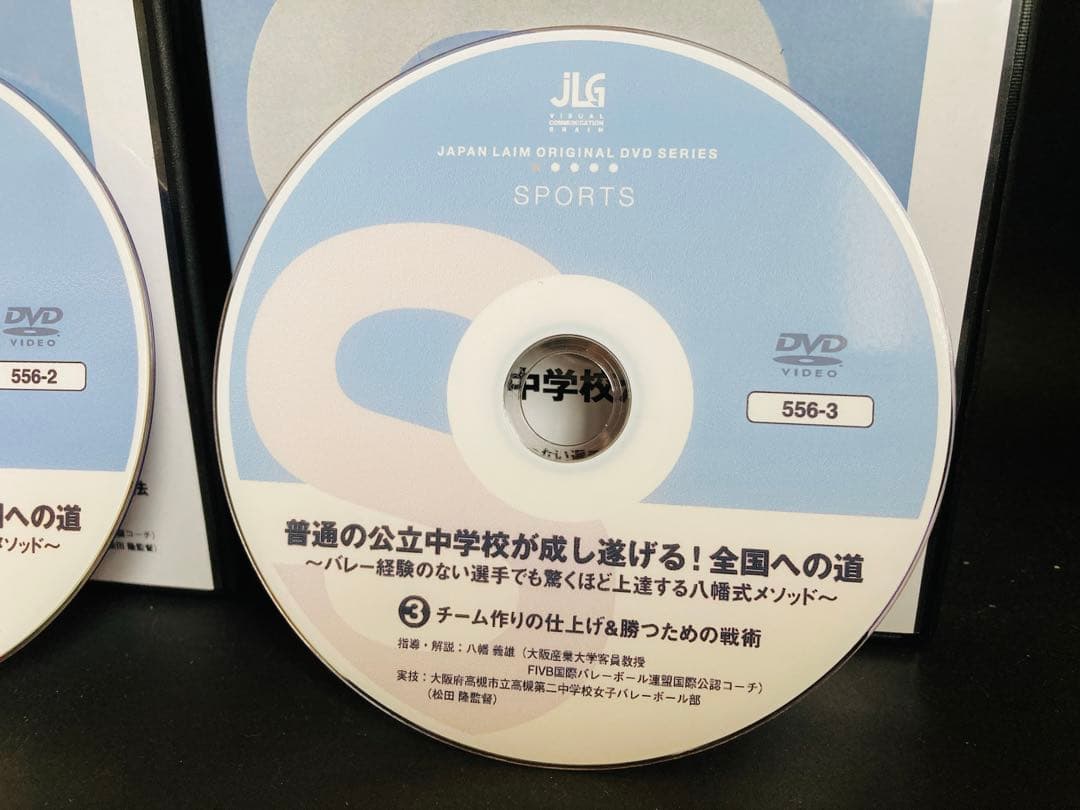 JLG
VISUAL
COMMUNICATION
BRAIN
JAPAN LAIM ORIGINAL DVD SERIES
SPORTS
DVD
VIDEO
556-3
中学校
普通の公立中学校が成し遂げる！全国への道
～バレー経験のない選手でも驚くほど上達する八幡式メソッド～
③チーム作りの仕上げ&勝つための戦術
指導・解説：八幡 義雄（大阪産業大学客員教授
FIVB国際バレーボール連盟国際公認コーチ）
実技：大阪府高槻市立高槻第二中学校女子バレーボール部
（松田 隆監督）
DVD
VIDEO
556-2
国への道
ソッド～
法
コーチ）
田 隆監督）